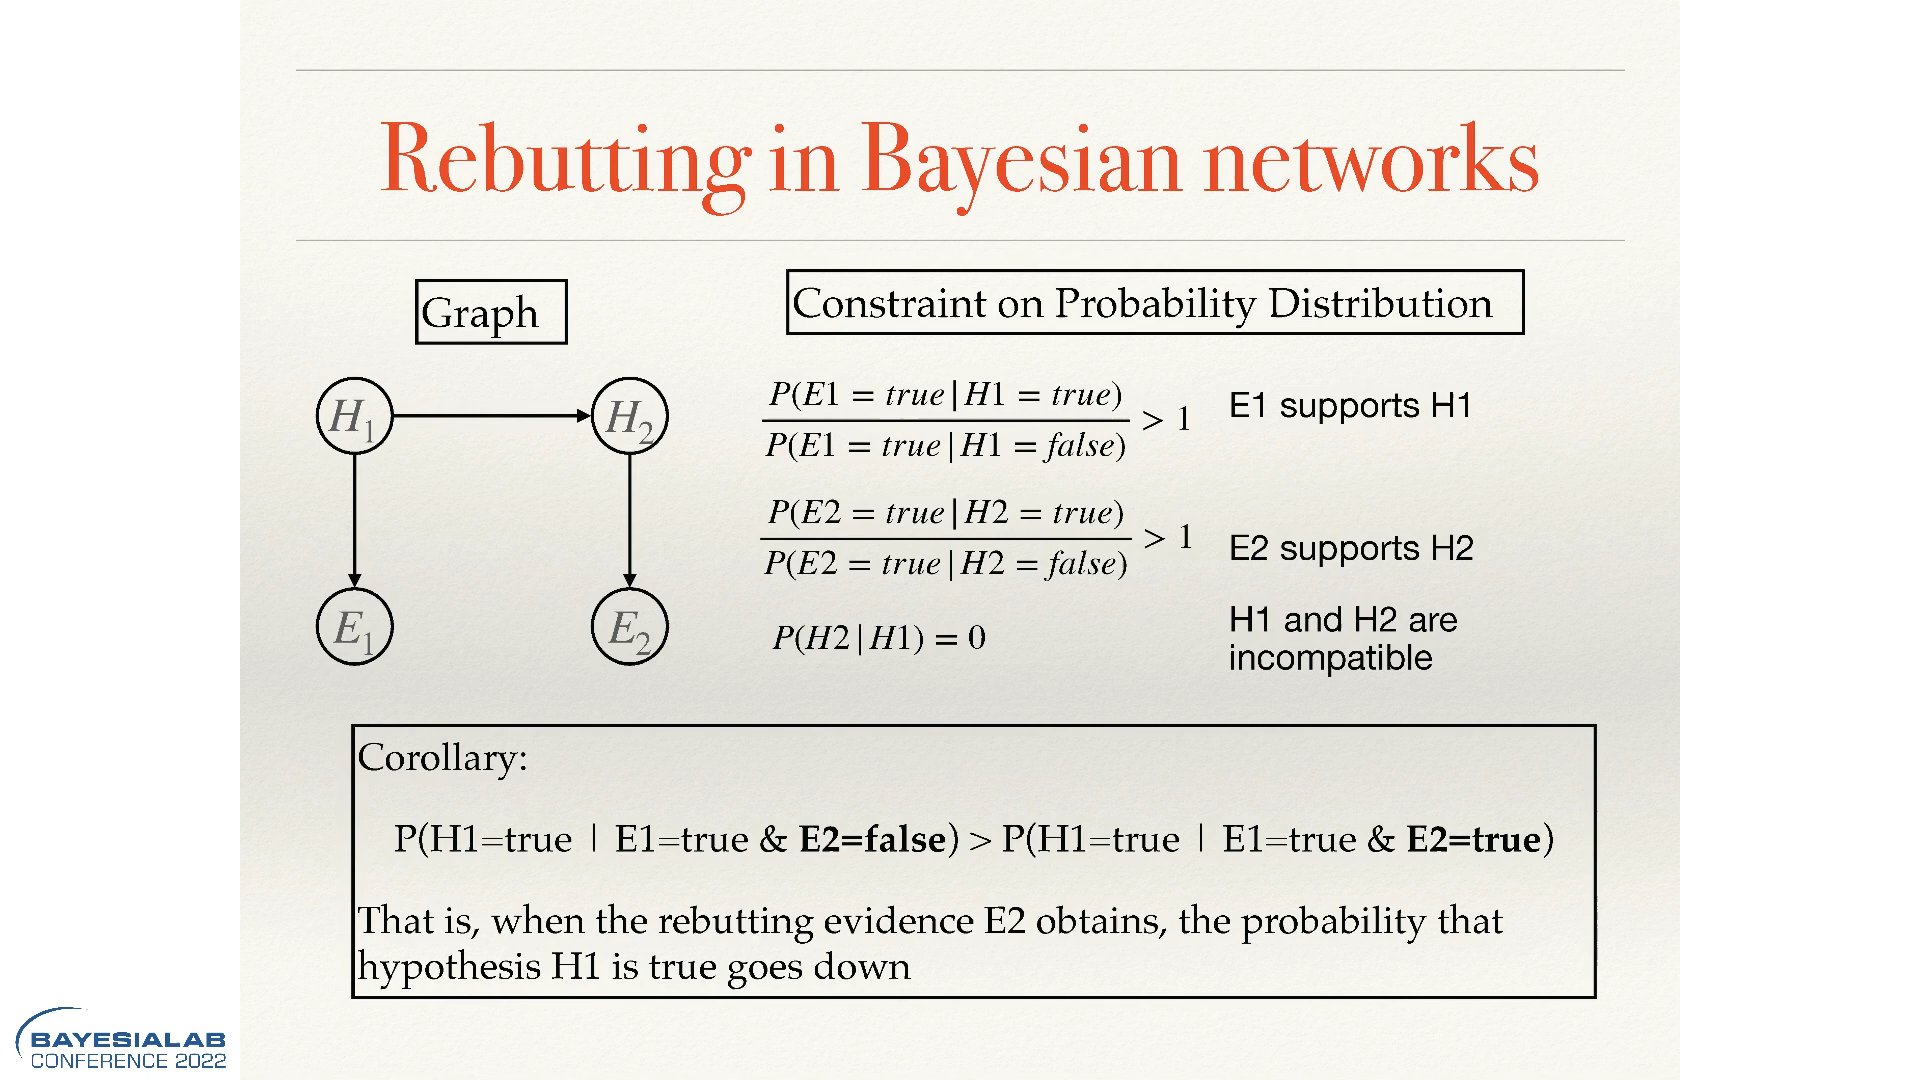 Rebutting in Bayesian networks
Graph
Constraint on Probability Distribution
H1
H2
E1
E2
P(E1 = true|H1 = true)
P(E1 = true|H1 = false)
> 1
E1 supports H1
P(E2 = true|H2 = true)
P(E2 = true|H2 = false)
> 1
E2 supports H2
P(H2|H1) = 0
H1 and H2 are
incompatible
Corollary:
P(H1=true | E1=true & E2=false) > P(H1=true | E1=true & E2=true)
That is, when the rebutting evidence E2 obtains, the probability that
hypothesis H1 is true goes down
BAYESIALAB
CONFERENCE 2022